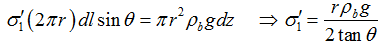 σ′₁(2πr)dl sin θ = πr²ρ_b g dz ⇒ σ′₁ = rρ_b g / 2 tan θ